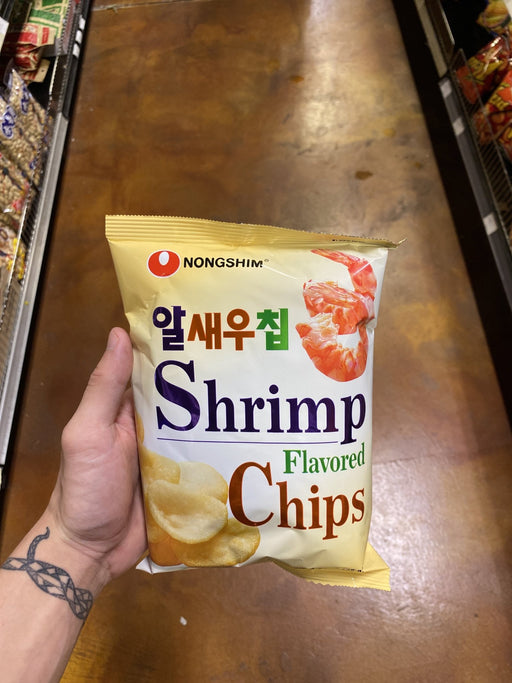 NONGSHIM®
알새우칩
Shrimp
Flavored
Chips